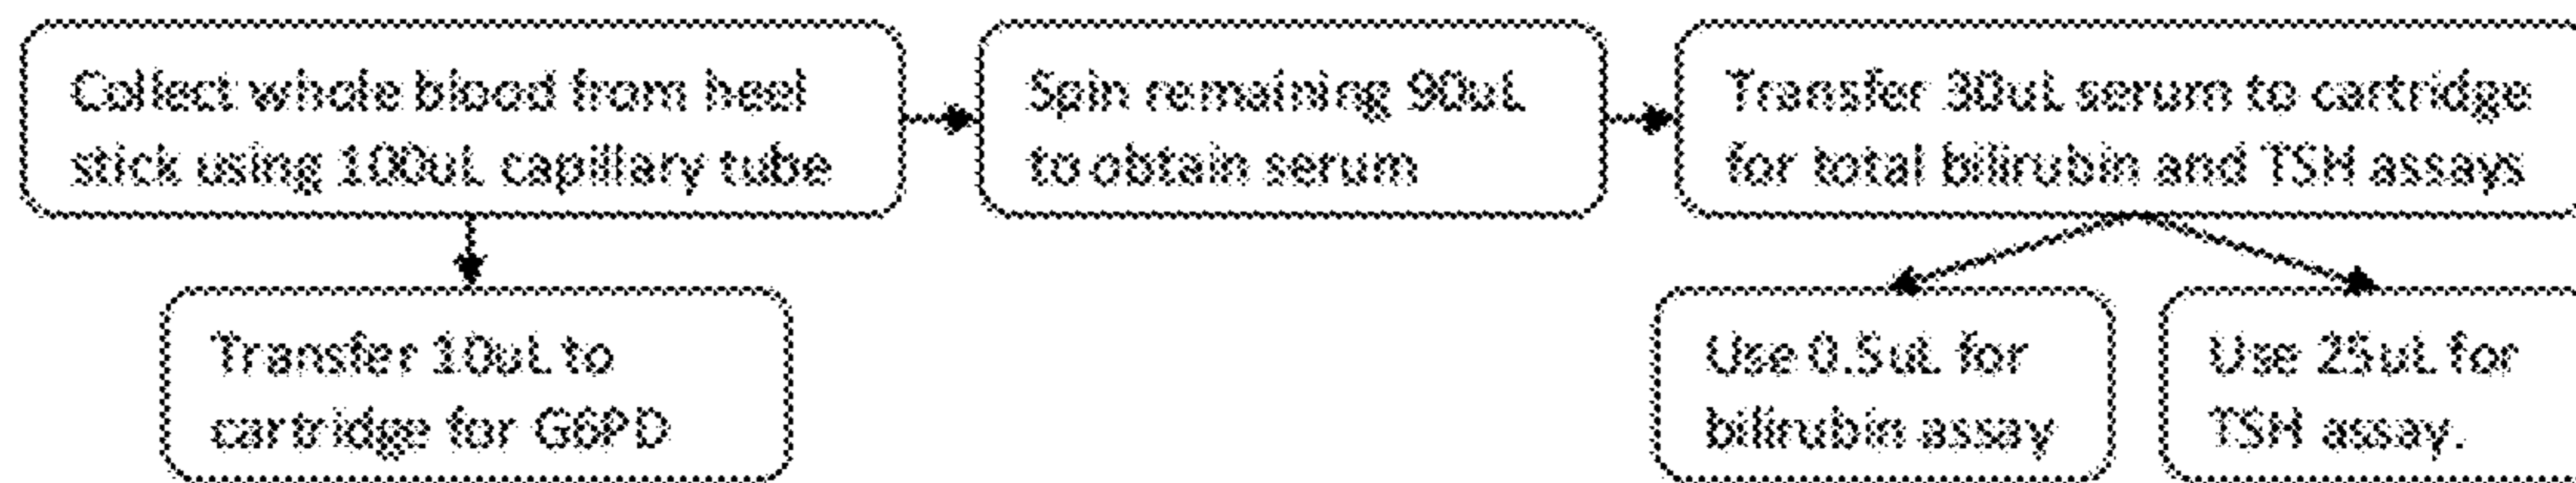 Collect whole blood from heel
stick using 100uL capillary tube
Spin remaining 90uL
to obtain serum
Transfer 30uL serum to cartridge
for total bilirubin and TSH assays
Transfer 10uL to
cartridge for G6PD
Use 0.5uL for
bilirubin assay
Use 25uL for
TSH assay.